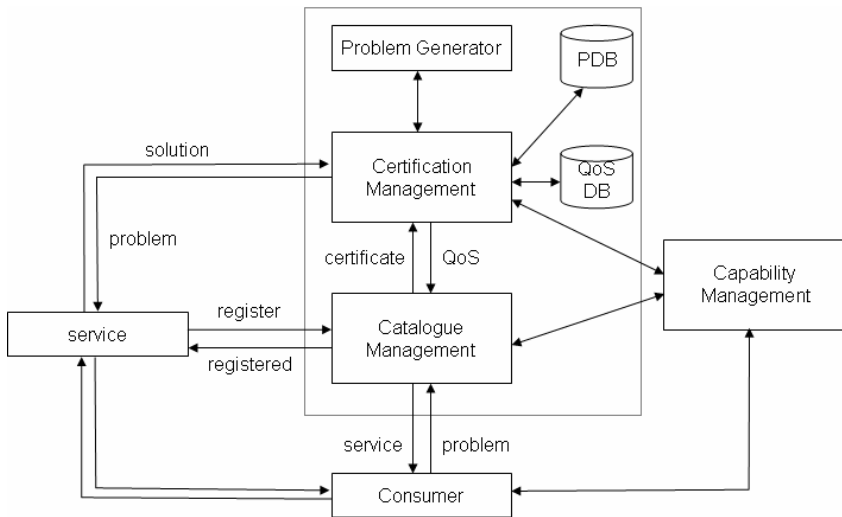 Problem Generator
PDB
solution
Certification
Management
QoS
DB
problem
certificate
QoS
Capability
Management
register
service
Catalogue
Management
registered
service
problem
Consumer